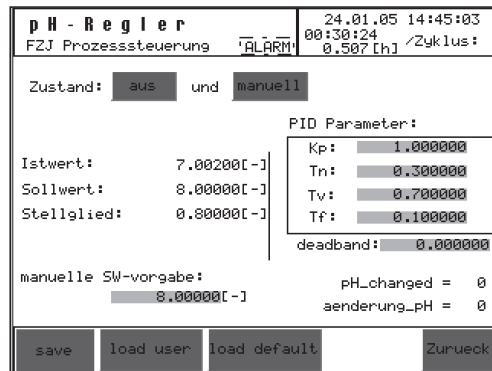 pH-Regler
FZJ Prozesssteuerung 'ALARM'
24.01.05 14:45:03
00:30:24 /Zyklus:
0.507[h]
Zustand: aus und manuell
PID Parameter:
Kp: 1.000000
Tn: 0.300000
Tv: 0.700000
Tf: 0.100000
deadband: 0.000000
Istwert: 7.00200[-]
Sollwert: 8.00000[-]
Stellglied: 0.80000[-]
manuelle SW-vorgabe:
8.00000[-]
pH_changed = 0
aenderung_pH = 0
save load user load default Zurueck